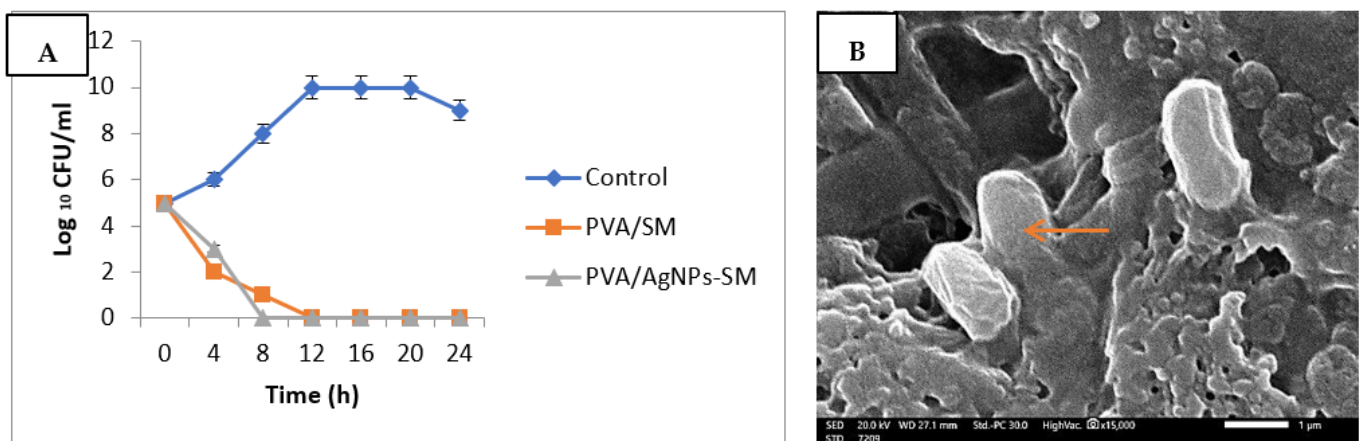 A
12
10
8
6
4
2
0
Log 10 CFU/ml
0 4 8 12 16 20 24
Time (h)
Control
PVA/SM
PVA/AgNPs-SM
B
SED 20.0 kV WD 27.1 mm Std.-PC 30.0 HighVac. x15,000 1 µm
STD 7209